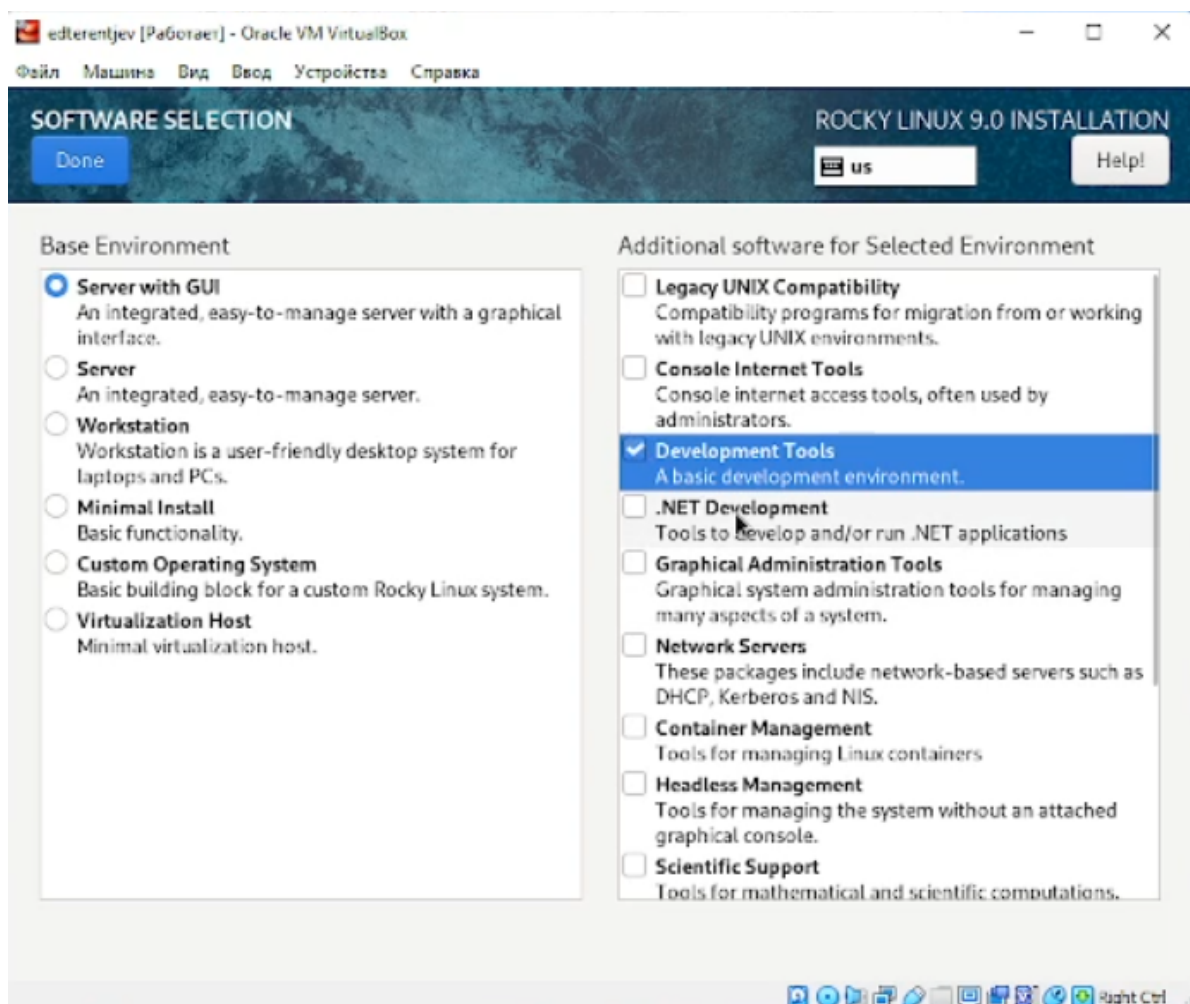 edterentjev [Работает] - Oracle VM VirtualBox
Файл Машина Вид Ввод Устройства Справка
SOFTWARE SELECTION
ROCKY LINUX 9.0 INSTALLATION
Done
us
Help!
Base Environment
Server with GUI
An integrated, easy-to-manage server with a graphical
interface.
Server
An integrated, easy-to-manage server.
Workstation
Workstation is a user-friendly desktop system for
laptops and PCs.
Minimal Install
Basic functionality.
Custom Operating System
Basic building block for a custom Rocky Linux system.
Virtualization Host
Minimal virtualization host.
Additional software for Selected Environment
Legacy UNIX Compatibility
Compatibility programs for migration from or working
with legacy UNIX environments.
Console Internet Tools
Console internet access tools, often used by
administrators.
Development Tools
A basic development environment.
.NET Development
Tools to develop and/or run .NET applications
Graphical Administration Tools
Graphical system administration tools for managing
many aspects of a system.
Network Servers
These packages include network-based servers such as
DHCP, Kerberos and NIS.
Container Management
Tools for managing Linux containers
Headless Management
Tools for managing the system without an attached
graphical console.
Scientific Support
Tools for mathematical and scientific computations.
Right Ctrl